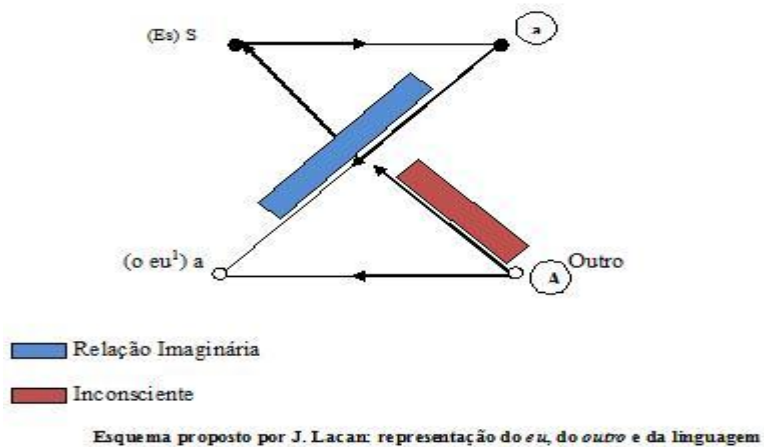 (Es) S
a
(o eu¹) a
A
Outro
Relação Imaginária
Inconsciente
Esquema proposto por J. Lacan: representação do eu, do outro e da linguagem